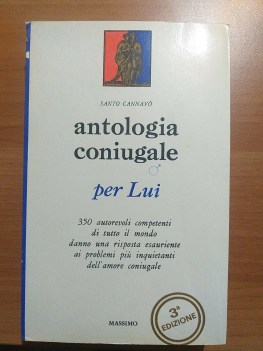 SANTO CANNAVÒ
antologia
coniugale
per Lui
350 autorevoli competenti
di tutto il mondo
danno una risposta esauriente
ai problemi più inquietanti
dell'amore coniugale
3ª
EDIZIONE
MASSIMO